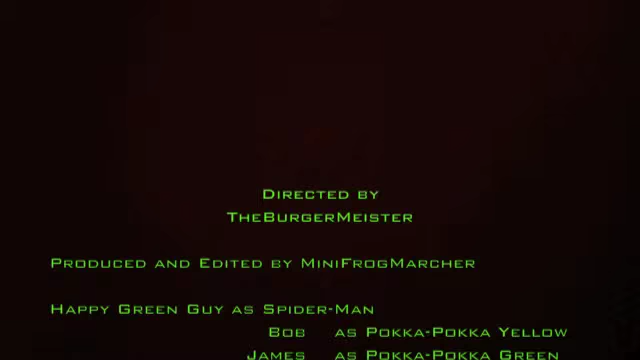 Directed by
TheBurgerMeister
Produced and Edited by MiniFrogMarcher
Happy Green Guy as Spider-Man
Bob as Pokka-Pokka Yellow
James as Pokka-Pokka Green